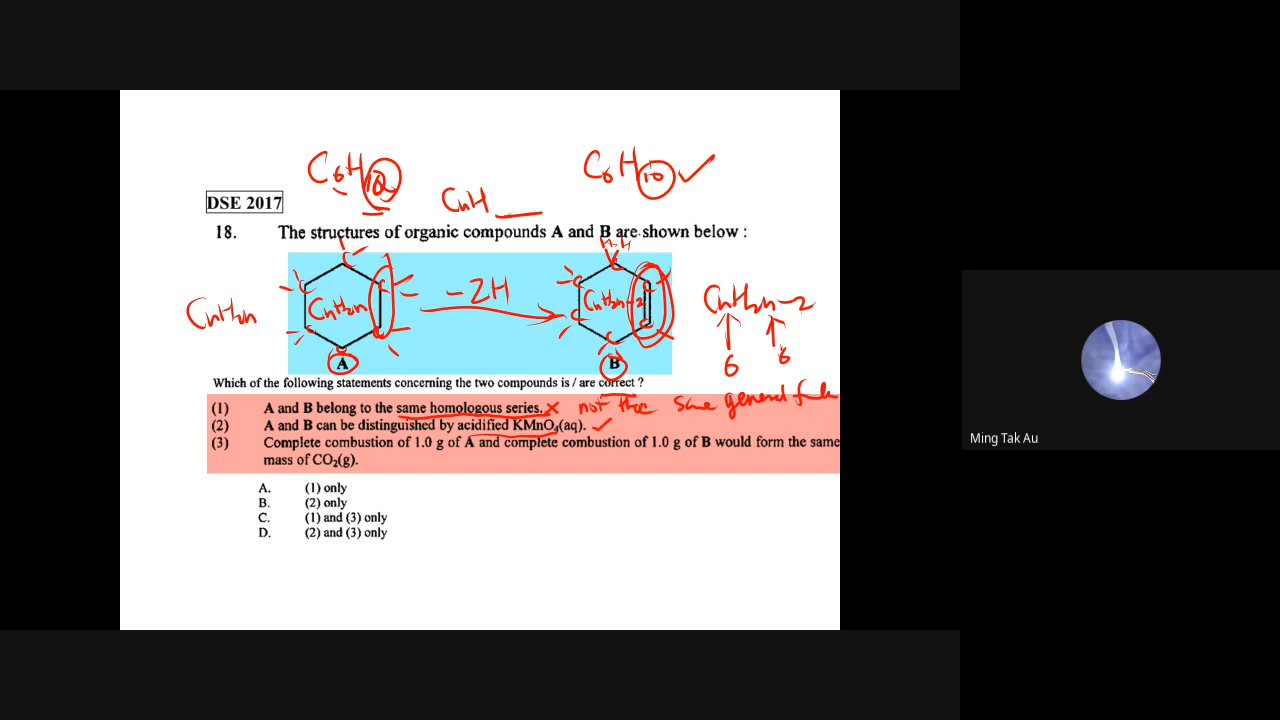 C6H12
C6H10 ✓
DSE 2017
CnH __
18. The structures of organic compounds A and B are shown below :
H H
CnH2n
CnH2n
-2H
CnH2n-2
CnH2n-2
6
6
A
B
Which of the following statements concerning the two compounds is / are correct ?
(1) A and B belong to the same homologous series. ✗ not the same general
(2) A and B can be distinguished by acidified KMnO4(aq). ✓
(3) Complete combustion of 1.0 g of A and complete combustion of 1.0 g of B would form the same
mass of CO2(g).
A. (1) only
B. (2) only
C. (1) and (3) only
D. (2) and (3) only
Ming Tak Au